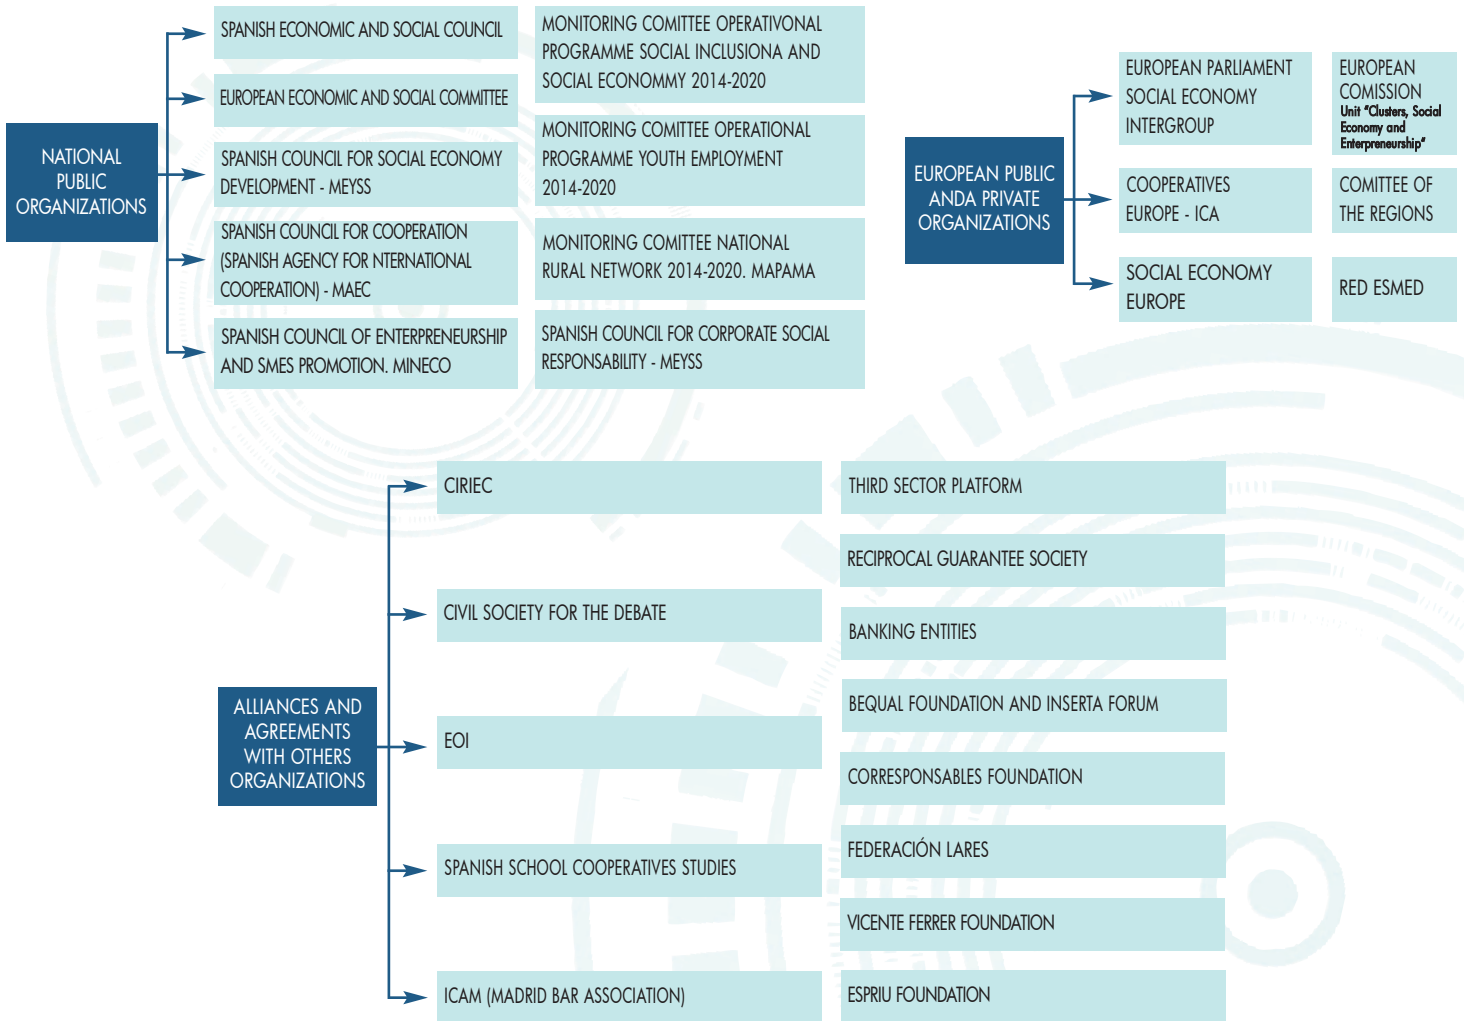 NATIONAL
PUBLIC
ORGANIZATIONS
SPANISH ECONOMIC AND SOCIAL COUNCIL
EUROPEAN ECONOMIC AND SOCIAL COMMITTEE
SPANISH COUNCIL FOR SOCIAL ECONOMY
DEVELOPMENT - MEYSS
SPANISH COUNCIL FOR COOPERATION
(SPANISH AGENCY FOR NTERNATIONAL
COOPERATION) - MAEC
SPANISH COUNCIL OF ENTERPRENEURSHIP
AND SMES PROMOTION. MINECO
MONITORING COMITTEE OPERATIVONAL
PROGRAMME SOCIAL INCLUSIONA AND
SOCIAL ECONOMMY 2014-2020
MONITORING COMITTEE OPERATIONAL
PROGRAMME YOUTH EMPLOYMENT
2014-2020
MONITORING COMITTEE NATIONAL
RURAL NETWORK 2014-2020. MAPAMA
SPANISH COUNCIL FOR CORPORATE SOCIAL
RESPONSABILITY - MEYSS
EUROPEAN PUBLIC
ANDA PRIVATE
ORGANIZATIONS
EUROPEAN PARLIAMENT
SOCIAL ECONOMY
INTERGROUP
COOPERATIVES
EUROPE - ICA
SOCIAL ECONOMY
EUROPE
EUROPEAN
COMISSION
Unit “Clusters, Social
Economy and
Enterpreneurship”
COMITTEE OF
THE REGIONS
RED ESMED
ALLIANCES AND
AGREEMENTS
WITH OTHERS
ORGANIZATIONS
CIRIEC
CIVIL SOCIETY FOR THE DEBATE
EOI
SPANISH SCHOOL COOPERATIVES STUDIES
ICAM (MADRID BAR ASSOCIATION)
THIRD SECTOR PLATFORM
RECIPROCAL GUARANTEE SOCIETY
BANKING ENTITIES
BEQUAL FOUNDATION AND INSERTA FORUM
CORRESPONSABLES FOUNDATION
FEDERACIÓN LARES
VICENTE FERRER FOUNDATION
ESPRIU FOUNDATION